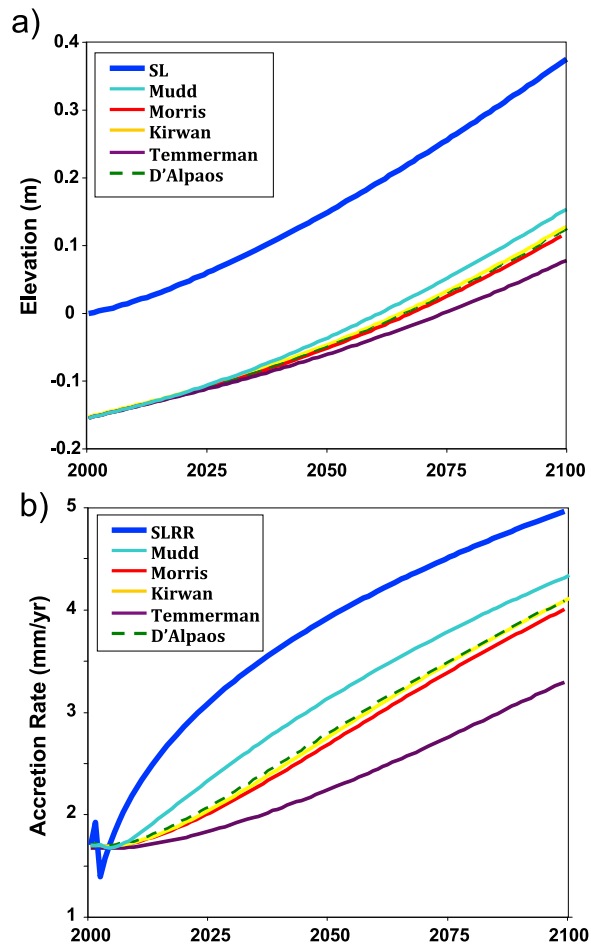 a)
0.4
0.3
0.2
0.1
0
-0.1
-0.2
Elevation (m)
SL
Mudd
Morris
Kirwan
Temmerman
D'Alpaos
2000 2025 2050 2075 2100
b)
5
4
3
2
1
Accretion Rate (mm/yr)
SLRR
Mudd
Morris
Kirwan
Temmerman
D'Alpaos
2000 2025 2050 2075 2100